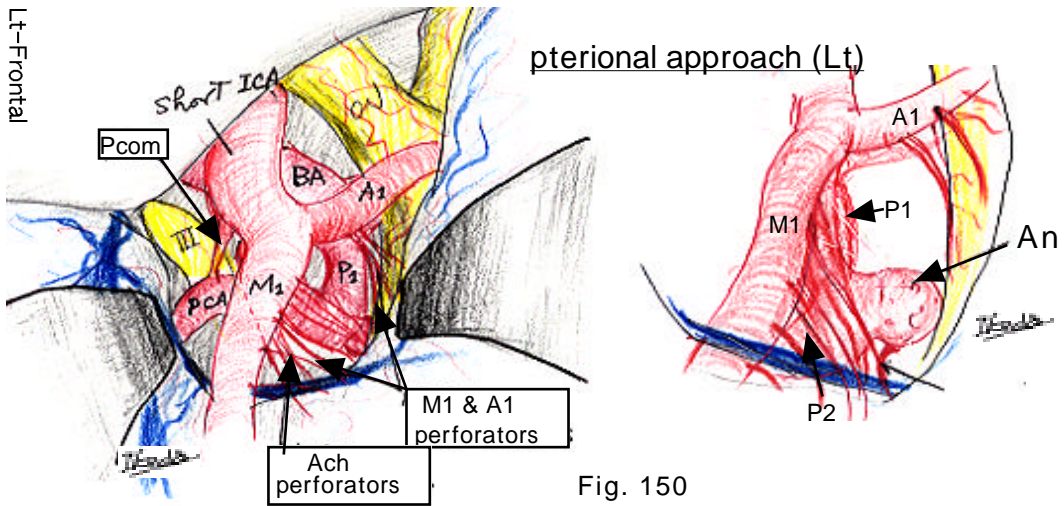 Lt-Frontal
pterional approach (Lt)
short ICA
Pcom
BA
A1
III
PCA
M1
P1
M1 & A1
perforators
Ach
perforators
A1
M1
P1
An
P2
Fig. 150